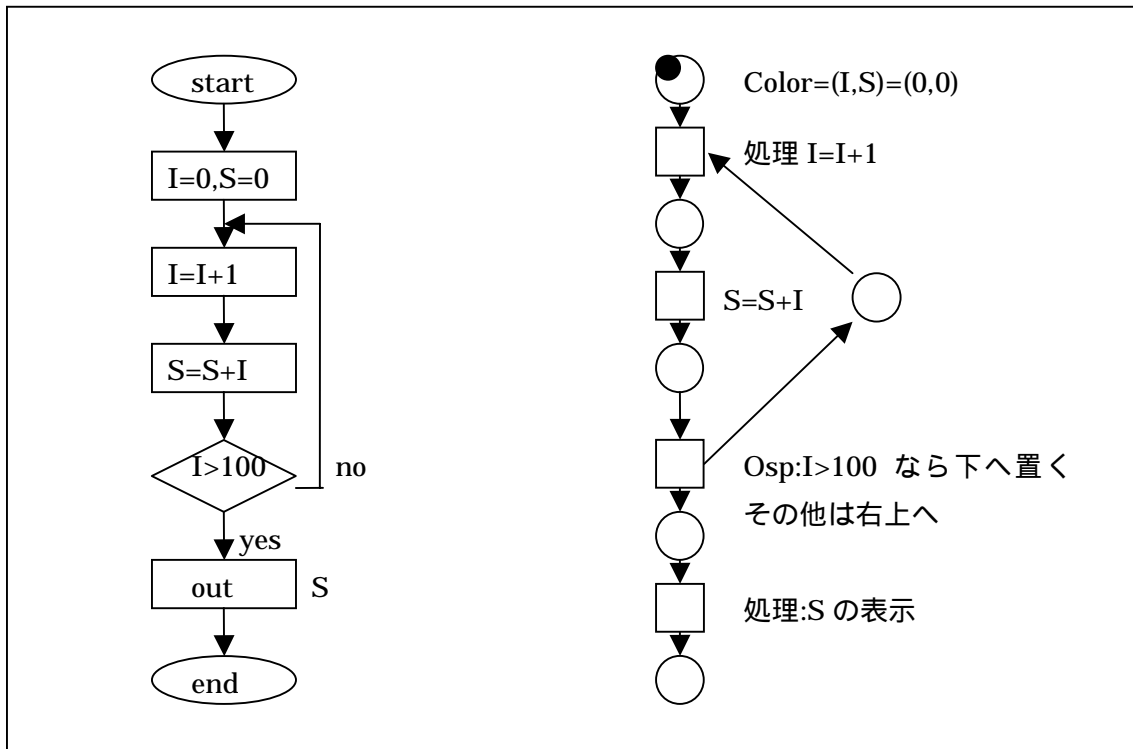 start
I=0,S=0
I=I+1
S=S+I
I>100
no
yes
out
S
end
Color=(I,S)=(0,0)
処理 I=I+1
S=S+I
Osp:I>100 なら下へ置く
その他は右上へ
処理:S の表示